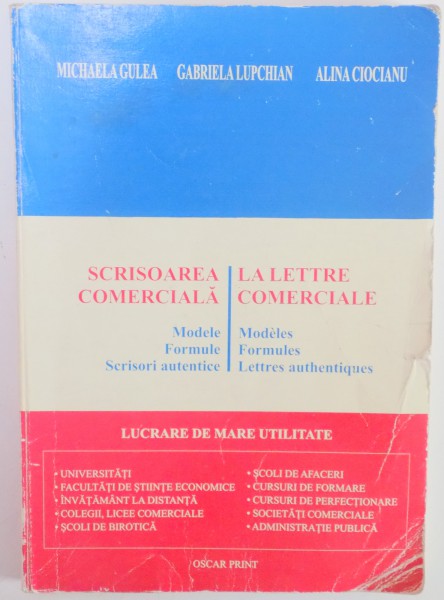 MICHAELA GULEA GABRIELA LUPCHIAN ALINA CIOCIANU
SCRISOAREA
COMERCIALĂ
Modele
Formule
Scrisori autentice
LA LETTRE
COMERCIALE
Modèles
Formules
Lettres authentiques
LUCRARE DE MARE UTILITATE
• UNIVERSITĂȚI
• FACULTĂȚI DE ȘTIINȚE ECONOMICE
• ÎNVĂȚĂMÂNT LA DISTANȚĂ
• COLEGII, LICEE COMERCIALE
• ȘCOLI DE BIROTICĂ
• ȘCOLI DE AFACERI
• CURSURI DE FORMARE
• CURSURI DE PERFECȚIONARE
• SOCIETĂȚI COMERCIALE
• ADMINISTRAȚIE PUBLICĂ
OSCAR PRINT